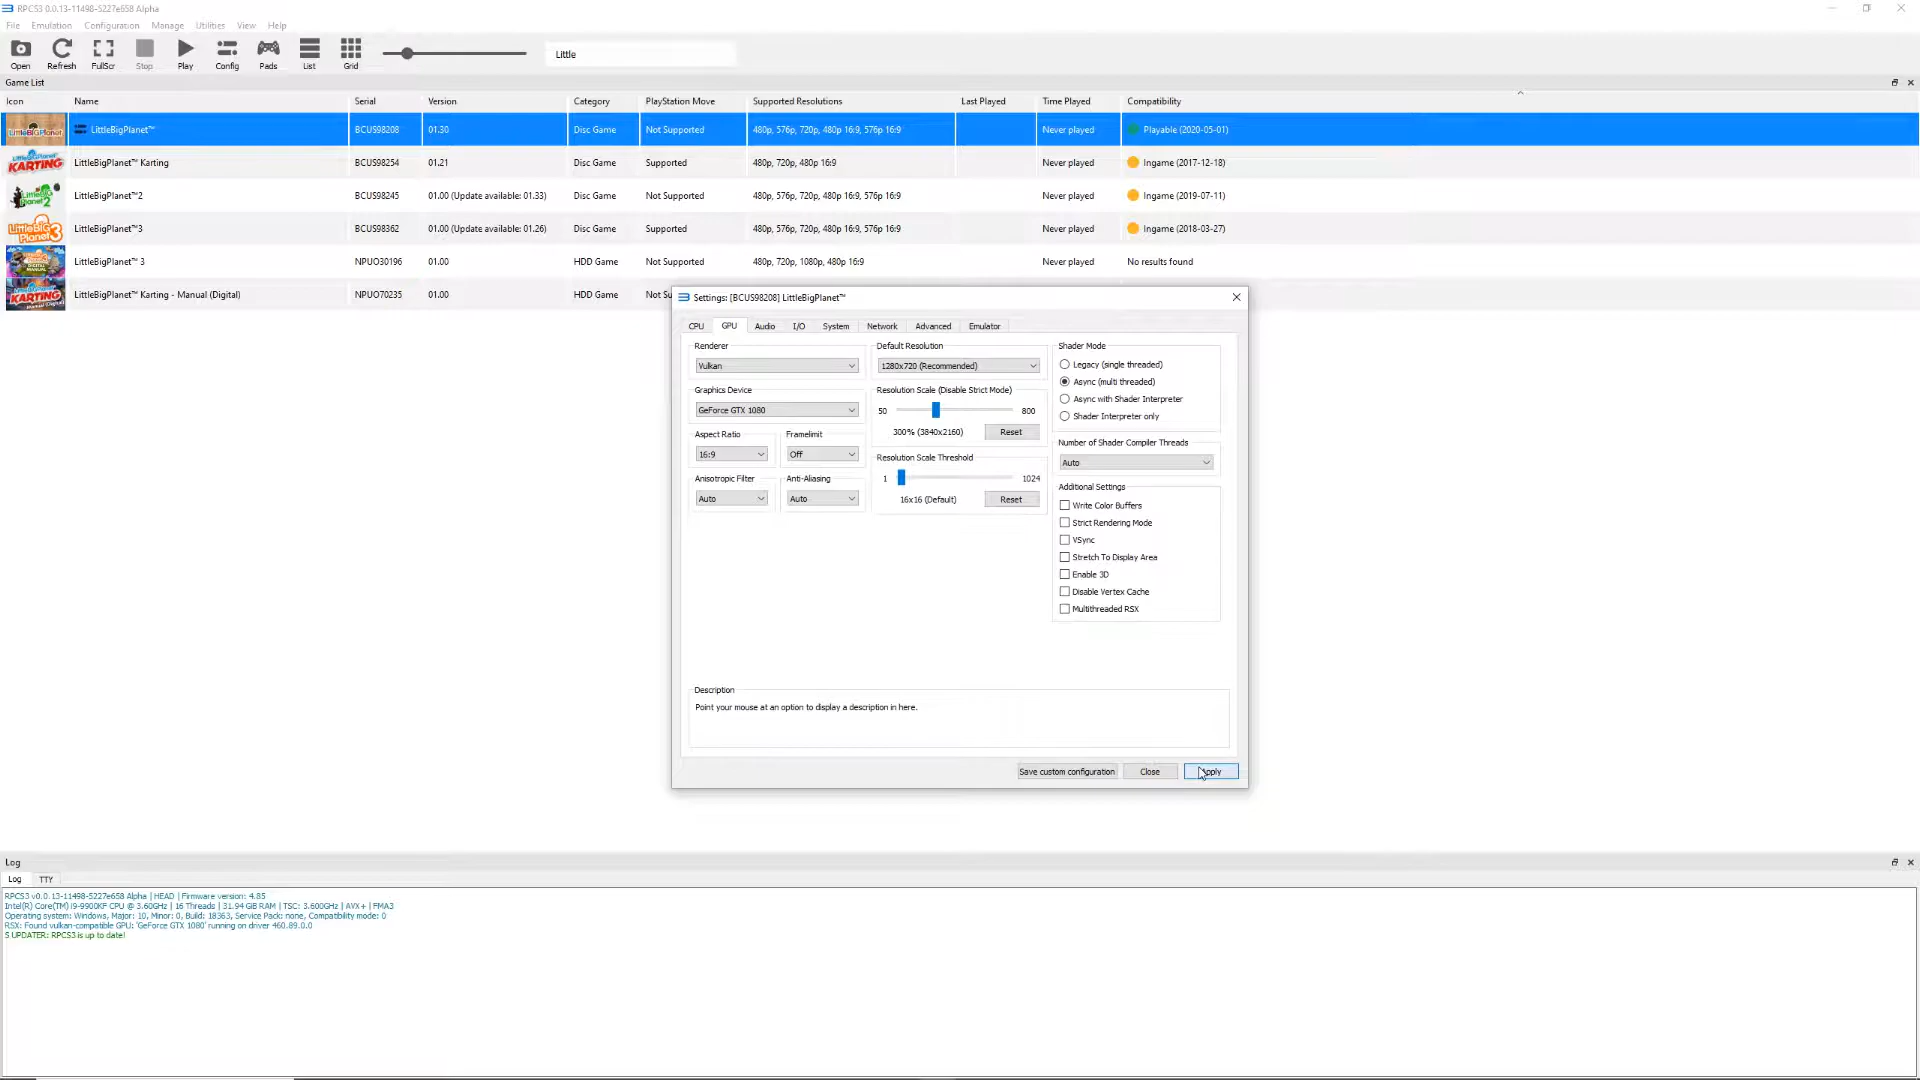 RPCS3 0.0.13-11498-5227e658 Alpha
File Emulation Configuration Manage Utilities View Help
Open Refresh FullScr Stop Play Config Pads List Grid Little
Game List
Icon Name Serial Version Category PlayStation Move Supported Resolutions Last Played Time Played Compatibility
LittleBigPlanet LittleBigPlanet™ BCUS98208 01.30 Disc Game Not Supported 480p, 576p, 720p, 480p 16:9, 576p 16:9 Never played Playable (2020-05-01)
KARTING LittleBigPlanet™ Karting BCUS98254 01.21 Disc Game Supported 480p, 720p, 480p 16:9 Never played Ingame (2017-12-18)
LittleBigPlanet™2 BCUS98245 01.00 (Update available: 01.33) Disc Game Not Supported 480p, 576p, 720p, 480p 16:9, 576p 16:9 Never played Ingame (2019-07-11)
LittleBigPlanet™3 BCUS98362 01.00 (Update available: 01.26) Disc Game Supported 480p, 576p, 720p, 480p 16:9, 576p 16:9 Never played Ingame (2018-03-27)
LittleBigPlanet™ 3 NPUO30196 01.00 HDD Game Not Supported 480p, 720p, 1080p, 480p 16:9 Never played No results found
KARTING LittleBigPlanet™ Karting - Manual (Digital) NPUO70235 01.00 HDD Game Not Su
Settings: [BCUS98208] LittleBigPlanet™
CPU GPU Audio I/O System Network Advanced Emulator
Renderer
Vulkan
Graphics Device
GeForce GTX 1080
Aspect Ratio Framelimit
16:9 Off
Anisotropic Filter Anti-Aliasing
Auto Auto
Default Resolution
1280x720 (Recommended)
Resolution Scale (Disable Strict Mode)
50 800
300% (3840x2160) Reset
Resolution Scale Threshold
1 1024
16x16 (Default) Reset
Shader Mode
Legacy (single threaded)
Async (multi threaded)
Async with Shader Interpreter
Shader Interpreter only
Number of Shader Compiler Threads
Auto
Additional Settings
Write Color Buffers
Strict Rendering Mode
VSync
Stretch To Display Area
Enable 3D
Disable Vertex Cache
Multithreaded RSX
Description
Point your mouse at an option to display a description in here.
Save custom configuration Close Apply
Log
Log TTY
RPCS3 v0.0.13-11498-5227e658 Alpha | HEAD | Firmware version: 4.85
Intel(R) Core(TM) i9-9900KF CPU @ 3.60GHz | 16 Threads | 31.94 GiB RAM | TSC: 3.600GHz | AVX+ | FMA3
Operating system: Windows, Major: 10, Minor: 0, Build: 18363, Service Pack: none, Compatibility mode: 0
RSX: Found vulkan-compatible GPU: 'GeForce GTX 1080' running on driver 460.89.0.0
S UPDATER: RPCS3 is up to date!